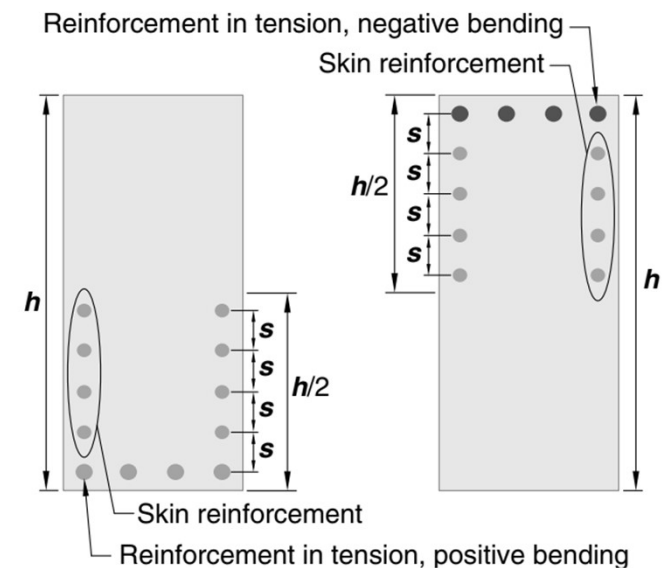 Reinforcement in tension, negative bending
Skin reinforcement
h
s
s
s
s
h/2
Skin reinforcement
Reinforcement in tension, positive bending
h/2
s
s
s
s
h